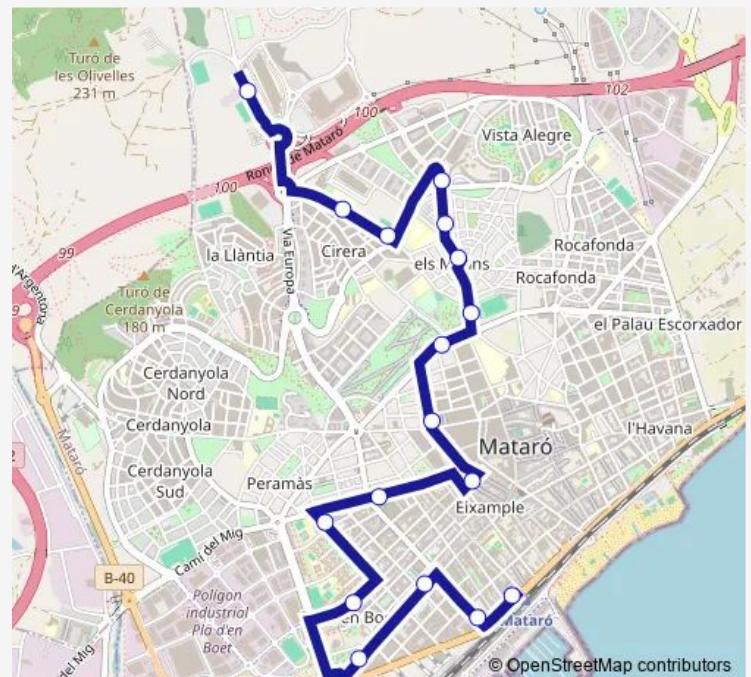 Turó de
les Olivelles
231 m
102
100
Vista Alegre
Ronda de Mataró
100
99
la Llàntia
Via Europa
Cirera
els Molins
Rocafonda
Rocafonda
d'Argentona
Turó de
Cerdanyola
180 m
el Palau Escorxador
Cerdanyola
Nord
Mataró
Cerdanyola
l'Havana
Mataró
Cerdanyola
Sud
Peramàs
Eixample
Camí del Mig
B-40
Polígon
industrial
Pla d'en
Boet
Mataró
© OpenStreetMap contributors